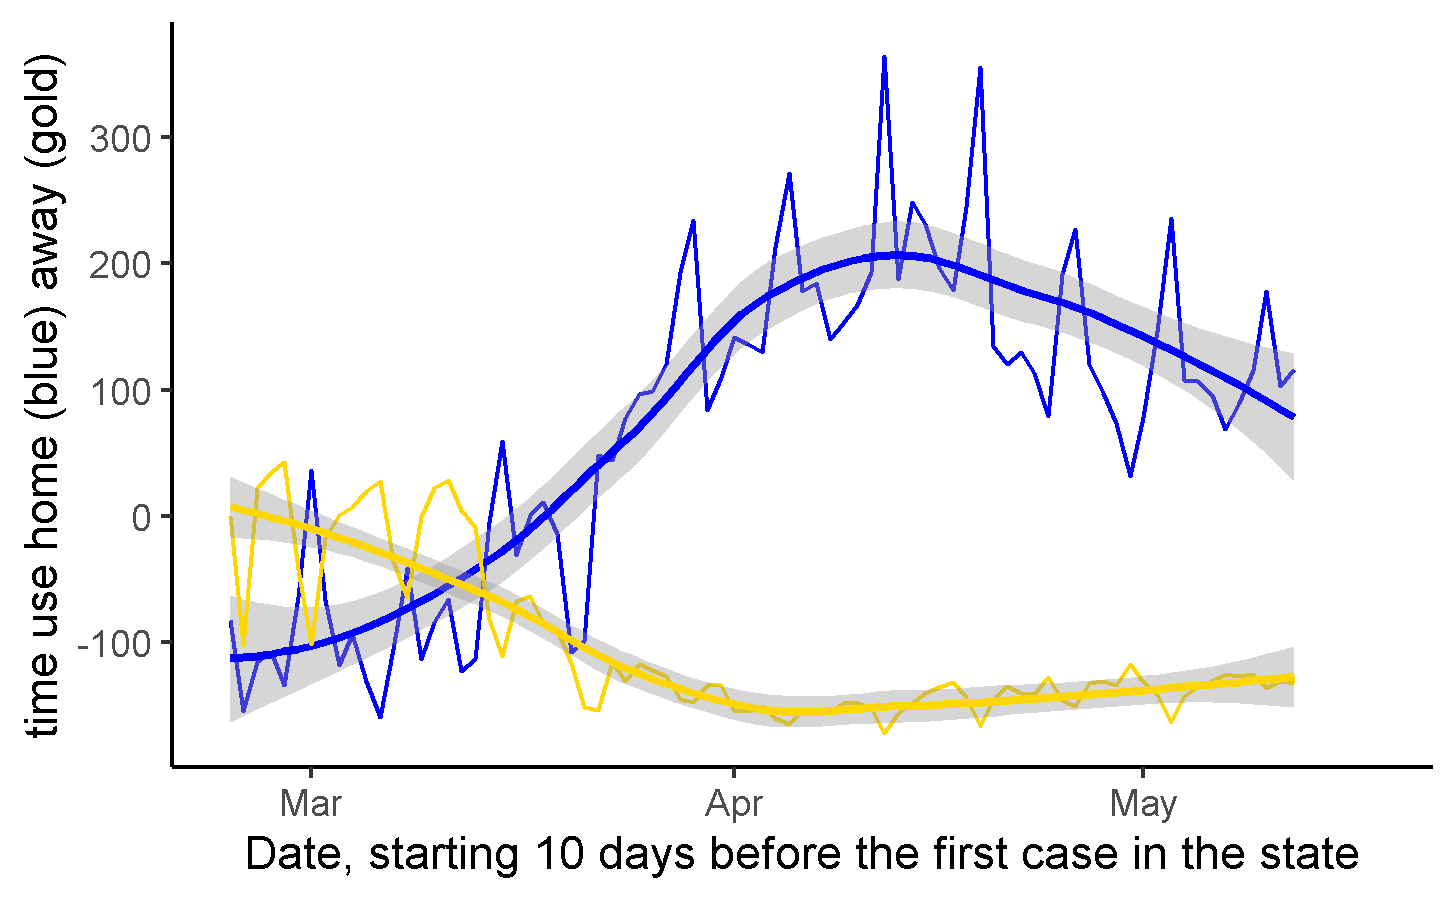 time use home (blue) away (gold)
300
200
100
0
-100
Mar Apr May
Date, starting 10 days before the first case in the state